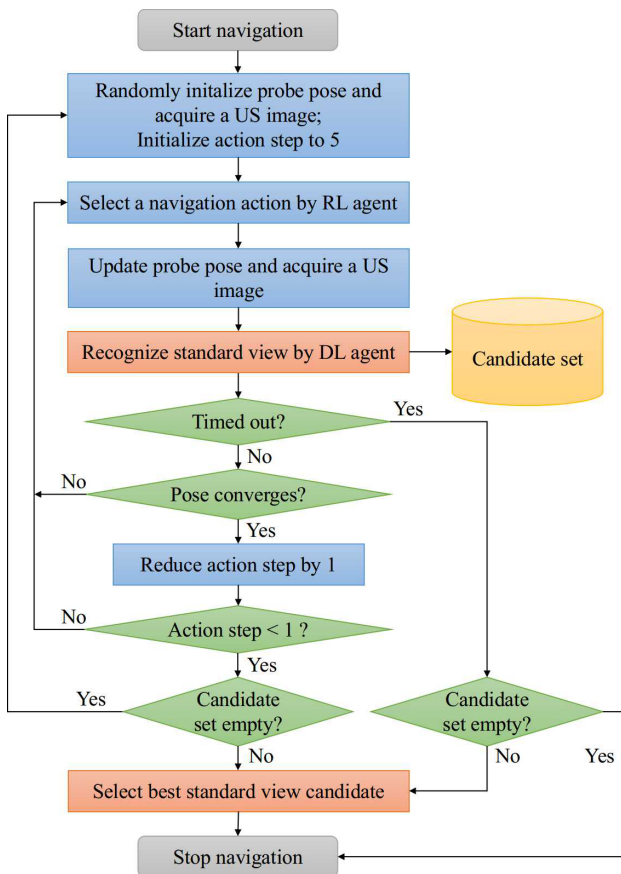 Start navigation
Randomly initalize probe pose and
acquire a US image;
Initialize action step to 5
Select a navigation action by RL agent
Update probe pose and acquire a US
image
Recognize standard view by DL agent
Candidate set
Timed out?
Yes
No
Pose converges?
No
Yes
Reduce action step by 1
Action step < 1 ?
No
Yes
Candidate
set empty?
Yes
No
Candidate
set empty?
No
Yes
Select best standard view candidate
Stop navigation